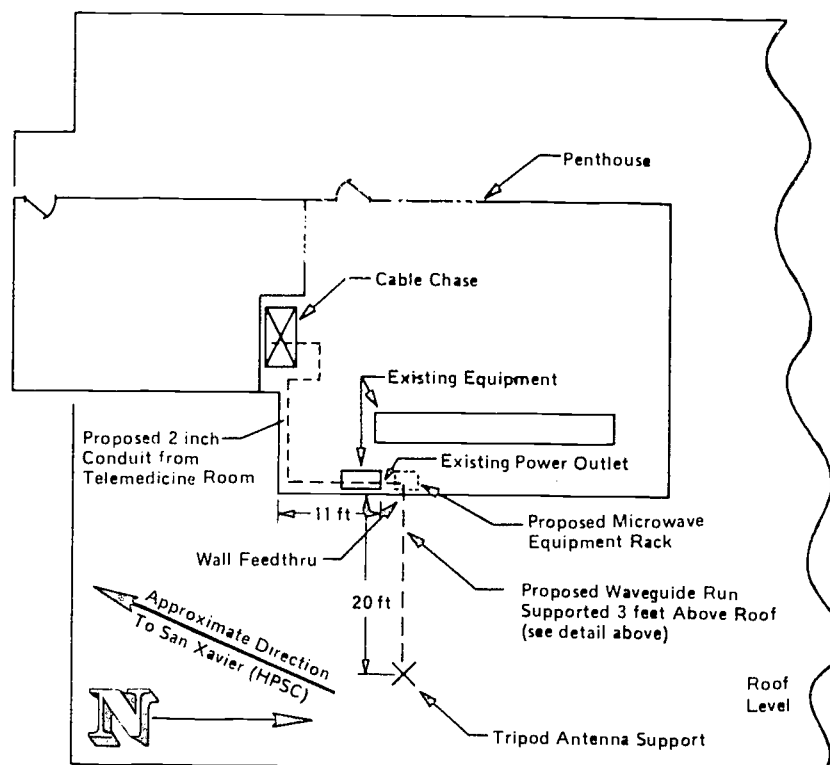 Penthouse
Cable Chase
Existing Equipment
Proposed 2 inch
Conduit from
Telemedicine Room
Existing Power Outlet
11 ft
Proposed Microwave
Equipment Rack
Wall Feedthru
20 ft
Proposed Waveguide Run
Supported 3 feet Above Roof
(see detail above)
Approximate Direction
To San Xavier (HPSC)
N
Roof
Level
Tripod Antenna Support